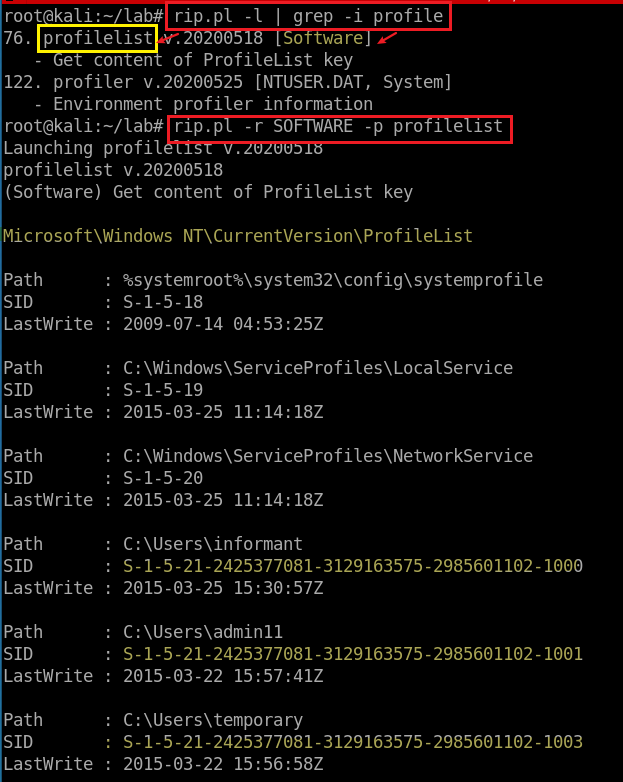 root@kali:~/lab# rip.pl -l | grep -i profile
76. profilelist v.20200518 [Software]
   - Get content of ProfileList key
122. profiler v.20200525 [NTUSER.DAT, System]
   - Environment profiler information
root@kali:~/lab# rip.pl -r SOFTWARE -p profilelist
Launching profilelist v.20200518
profilelist v.20200518
(Software) Get content of ProfileList key
Microsoft\Windows NT\CurrentVersion\ProfileList
Path      : %systemroot%\system32\config\systemprofile
SID       : S-1-5-18
LastWrite : 2009-07-14 04:53:25Z
Path      : C:\Windows\ServiceProfiles\LocalService
SID       : S-1-5-19
LastWrite : 2015-03-25 11:14:18Z
Path      : C:\Windows\ServiceProfiles\NetworkService
SID       : S-1-5-20
LastWrite : 2015-03-25 11:14:18Z
Path      : C:\Users\informant
SID       : S-1-5-21-2425377081-3129163575-2985601102-1000
LastWrite : 2015-03-25 15:30:57Z
Path      : C:\Users\admin11
SID       : S-1-5-21-2425377081-3129163575-2985601102-1001
LastWrite : 2015-03-22 15:57:41Z
Path      : C:\Users\temporary
SID       : S-1-5-21-2425377081-3129163575-2985601102-1003
LastWrite : 2015-03-22 15:56:58Z